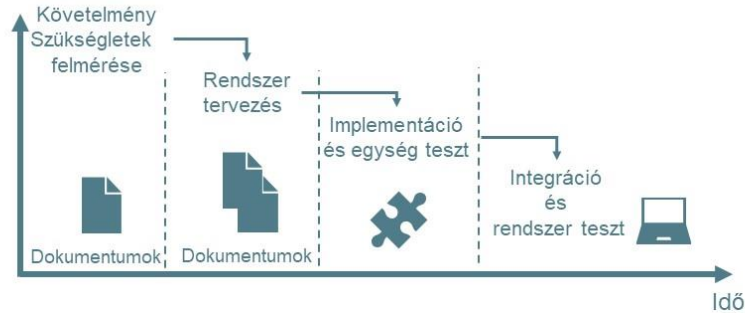 Követelmény
Szükségletek
felmérése
Rendszer
tervezés
Implementáció
és egység teszt
Integráció
és
rendszer teszt
Dokumentumok
Dokumentumok
Idő